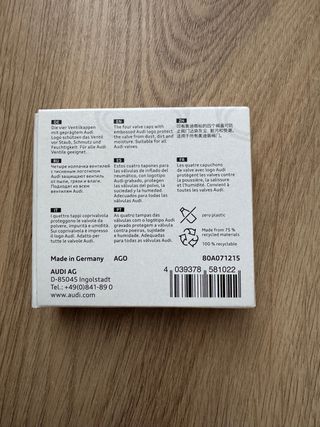 DE
Die vier Ventilkappen
mit geprägtem Audi
Logo schützen das Ventil
vor Staub, Schmutz und
Feuchtigkeit. Für alle Audi
Ventile geeignet.
EN
The four valve caps with
embossed Audi logo protect
the valve from dust, dirt and
moisture. Suitable for all
Audi valves.
ZH
RU
Четыре колпачка вентилей
с тисненым логотипом
Audi защищают вентиль
от пыли, грязи и влаги.
Подходят ко всем
вентилям Audi.
ES
Estos cuatro tapones para
las válvulas de inflado del
neumático, con logotipo
Audi grabado, protegen
las válvulas del polvo, la
suciedad y la humedad.
Adecuados para todas
las válvulas Audi.
FR
Les quatre capuchons
de valve avec logo Audi
protègent les valves contre
la poussière, la salissure
et l'humidité. Convient à
toutes les valves Audi.
IT
I quattro tappi coprivalvola
proteggono le valvole da
polvere, impurità e umidità.
Sul coprivalvola è impresso
il logo Audi. Adatto per
tutte le valvole Audi.
PT
As quatro tampas das
válvulas com o logótipo Audi
gravado protegem a válvula
contra poeiras, sujidade
e humidade. Adequadas
para todas as válvulas Audi.
zero plastic
Made from 75 %
recycled materials
100 % recyclable
Made in Germany AGO 80A071215
AUDI AG
D-85045 Ingolstadt
Tel.: +49(0)841-89 0
www.audi.com
4 039378 581022